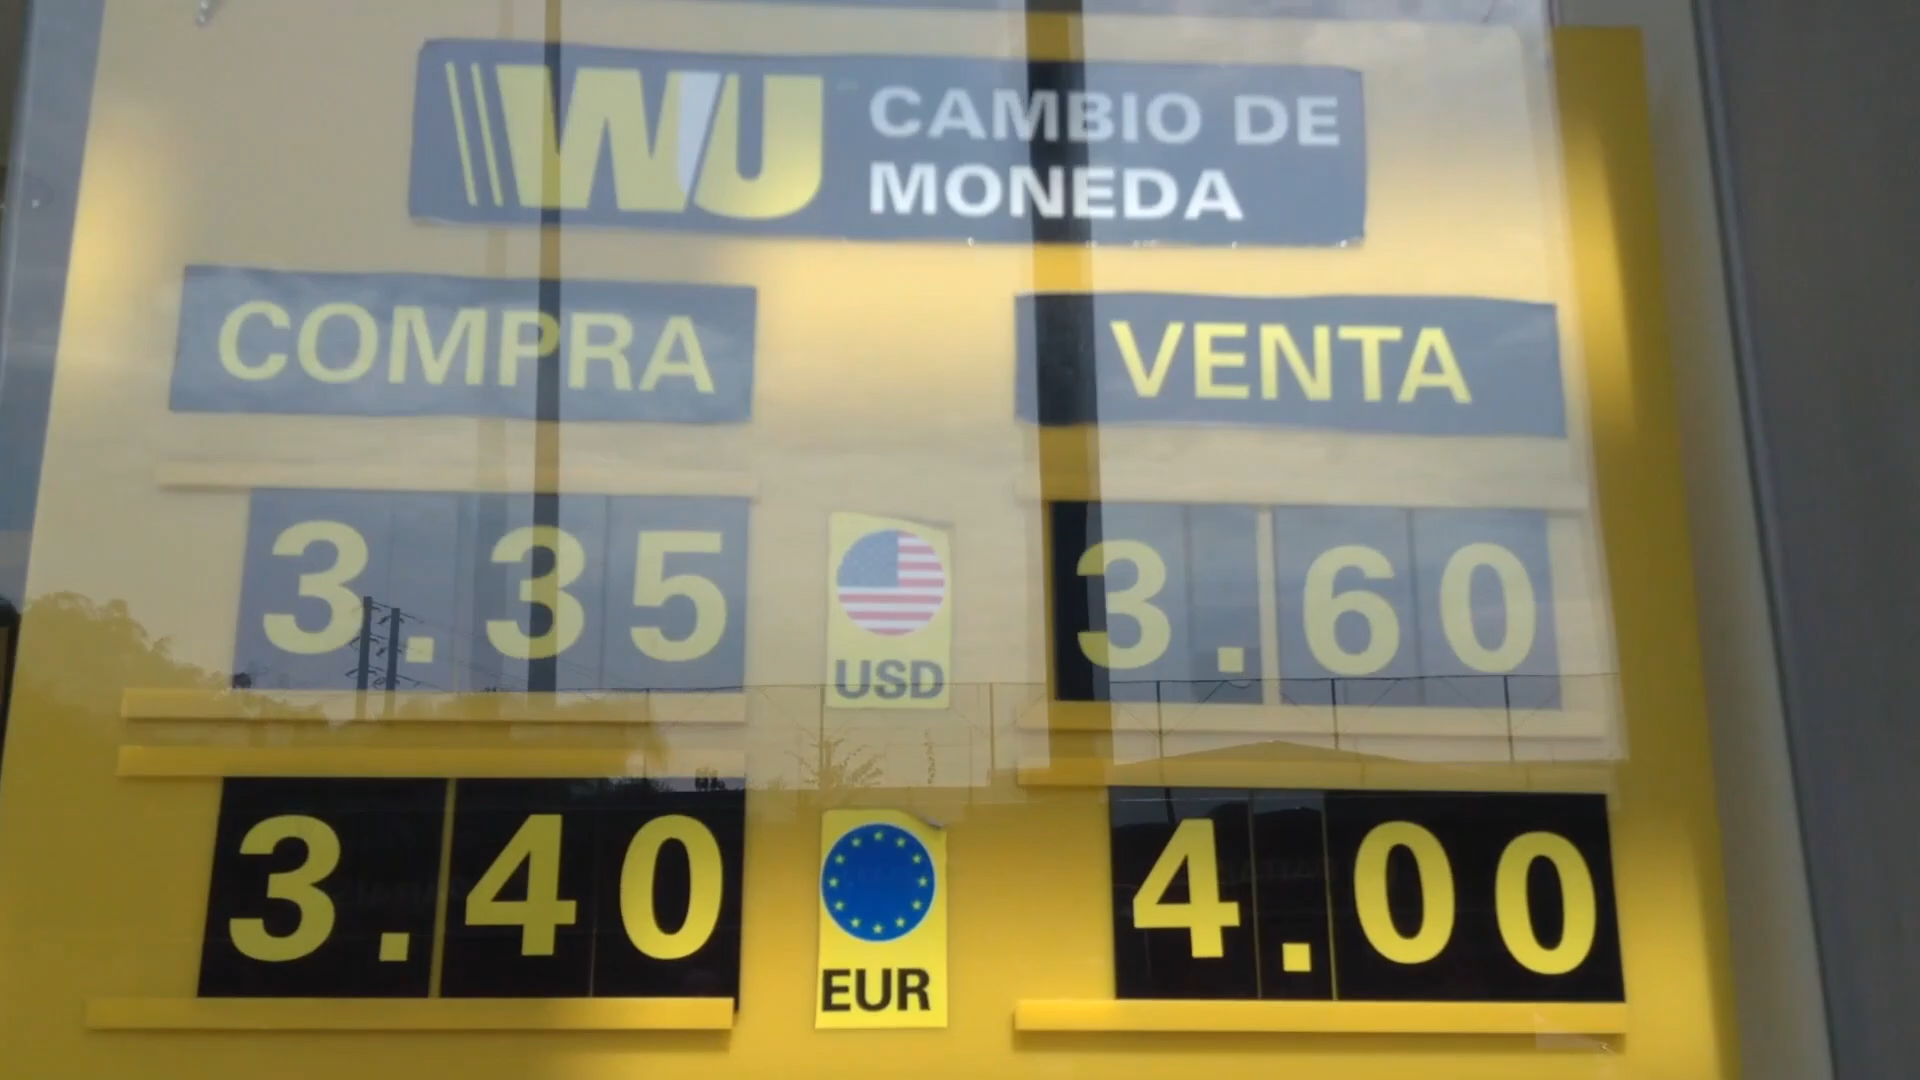 WU CAMBIO DE
MONEDA
COMPRA VENTA
3.35 USD 3.60
3.40 EUR 4.00